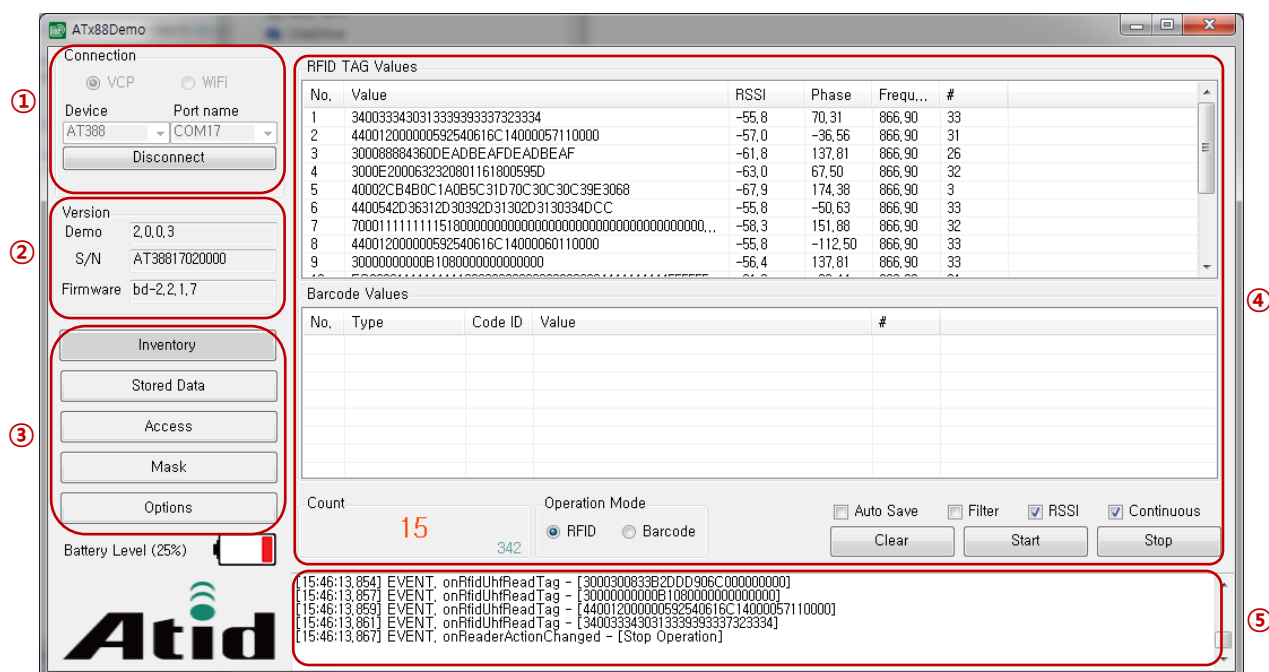 ATx88Demo
①
Connection
VCP WiFi
Device Port name
AT388 COM17
Disconnect
②
Version
Demo 2,0,0,3
S/N AT38817020000
Firmware bd-2,2,1,7
③
Inventory
Stored Data
Access
Mask
Options
Battery Level (25%)
Atid
④
RFID TAG Values
No, Value RSSI Phase Frequ,,, #
1 3400333430313339393337323334 -55,8 70,31 866,90 33
2 440012000000592540616C14000057110000 -57,0 -36,56 866,90 31
3 300088884360DEADBEAFDEADBEAF -61,8 137,81 866,90 26
4 3000E2000632320801161800595D -63,0 67,50 866,90 32
5 40002CB4B0C1A0B5C31D70C30C30C39E3068 -67,9 174,38 866,90 3
6 4400542D36312D30392D31302D3130334DCC -55,8 -50,63 866,90 33
7 -58,3 151,88 866,90 32
8 440012000000592540616C14000060110000 -55,8 -112,50 866,90 33
9 30000000000B1080000000000000 -56,4 137,81 866,90 33
Barcode Values
No, Type Code ID Value #
Count
15
342
Operation Mode
RFID Barcode
Auto Save Filter RSSI Continuous
Clear Start Stop
⑤
[15:46:13,854] EVENT, onRfidUhfReadTag - [3000300833B2DDD906C000000000]
[15:46:13,857] EVENT, onRfidUhfReadTag - [30000000000B1080000000000000]
[15:46:13,859] EVENT, onRfidUhfReadTag - [440012000000592540616C14000057110000]
[15:46:13,861] EVENT, onRfidUhfReadTag - [3400333430313339393337323334]
[15:46:13,867] EVENT, onReaderActionChanged - [Stop Operation]